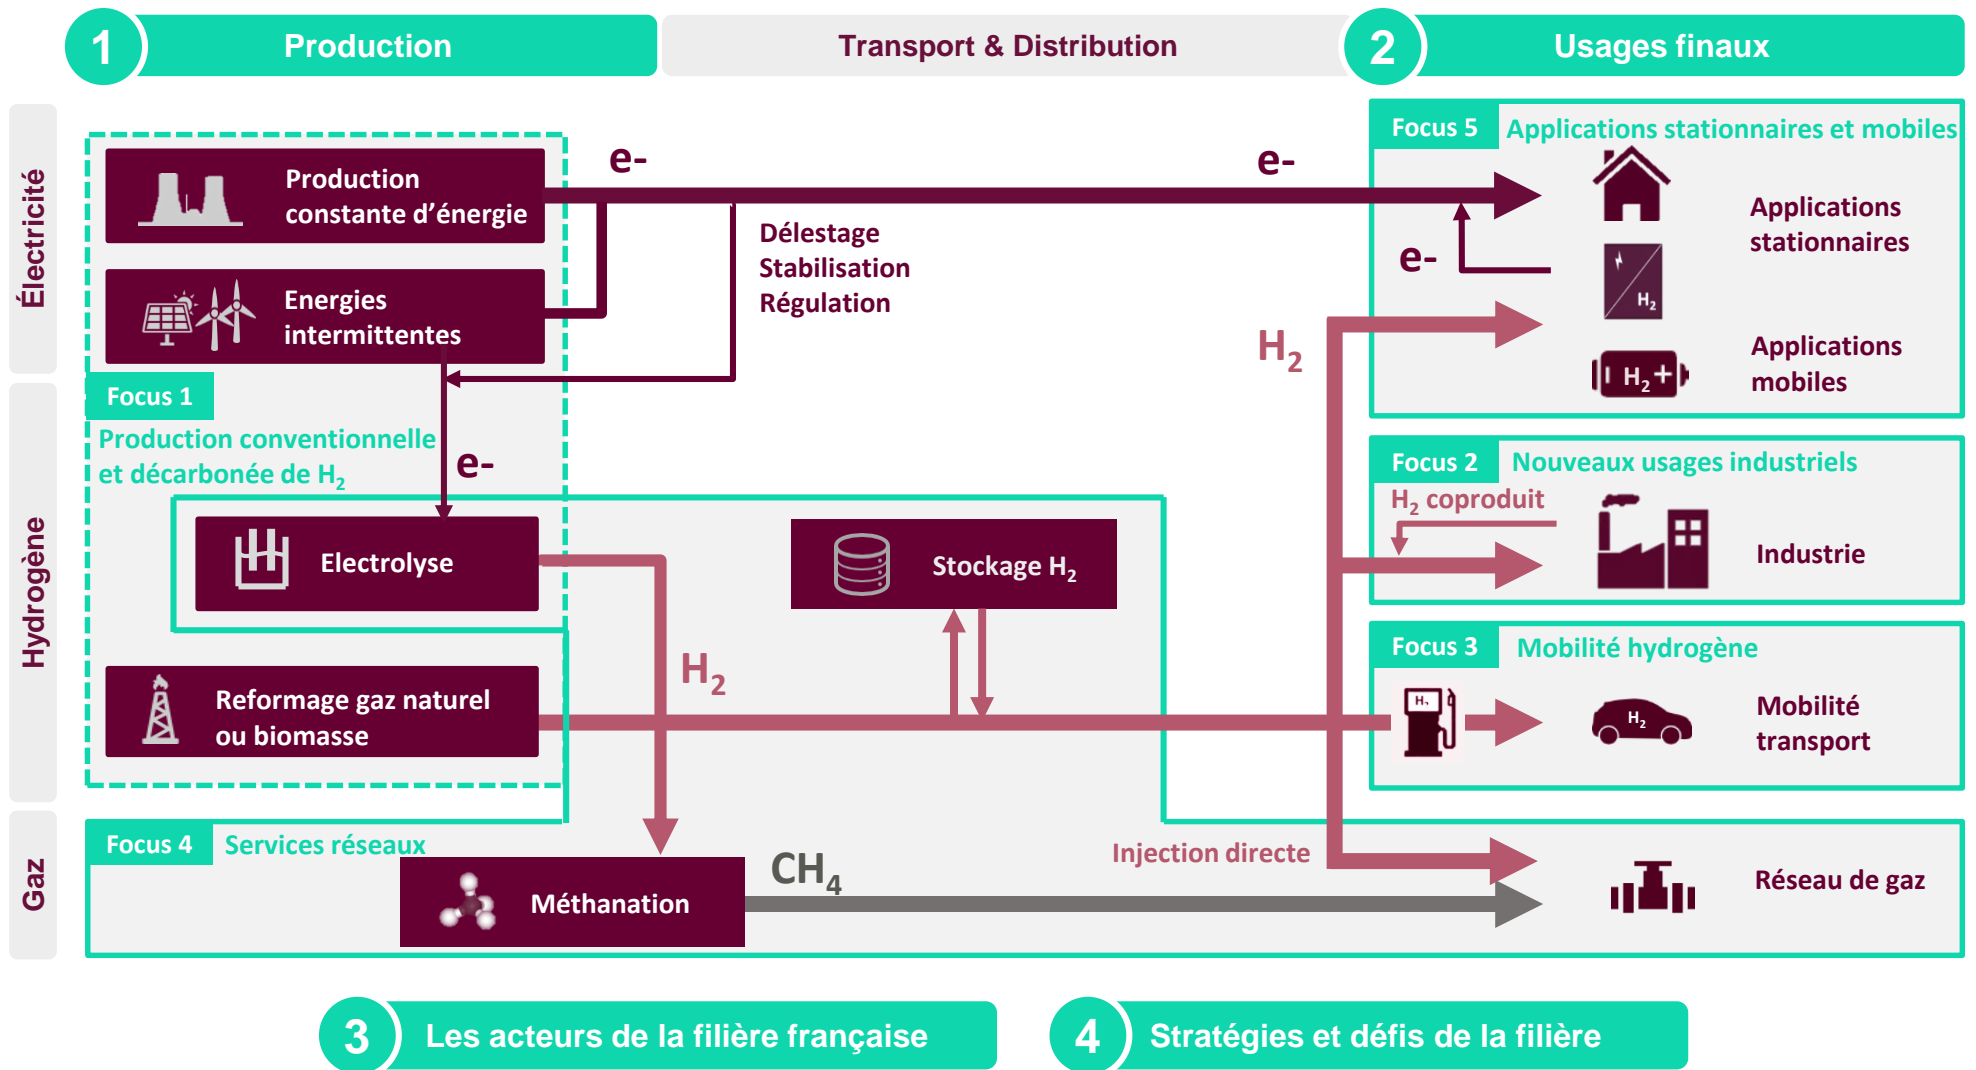 1
Production
Transport & Distribution
2
Usages finaux
Électricité
Hydrogène
Gaz
Production
constante d’énergie
Energies
intermittentes
e-
e-
Délestage
Stabilisation
Régulation
Focus 1
Production conventionnelle
et décarbonée de H₂
e-
Electrolyse
Stockage H₂
Reformage gaz naturel
ou biomasse
H₂
H₂
Focus 5
Applications stationnaires et mobiles
Applications
stationnaires
e-
H₂
Applications
mobiles
H₂+
Focus 2
Nouveaux usages industriels
H₂ coproduit
Industrie
Focus 3
Mobilité hydrogène
H₂
H₂
Mobilité
transport
Focus 4
Services réseaux
Méthanation
CH₄
Injection directe
Réseau de gaz
3
Les acteurs de la filière française
4
Stratégies et défis de la filière